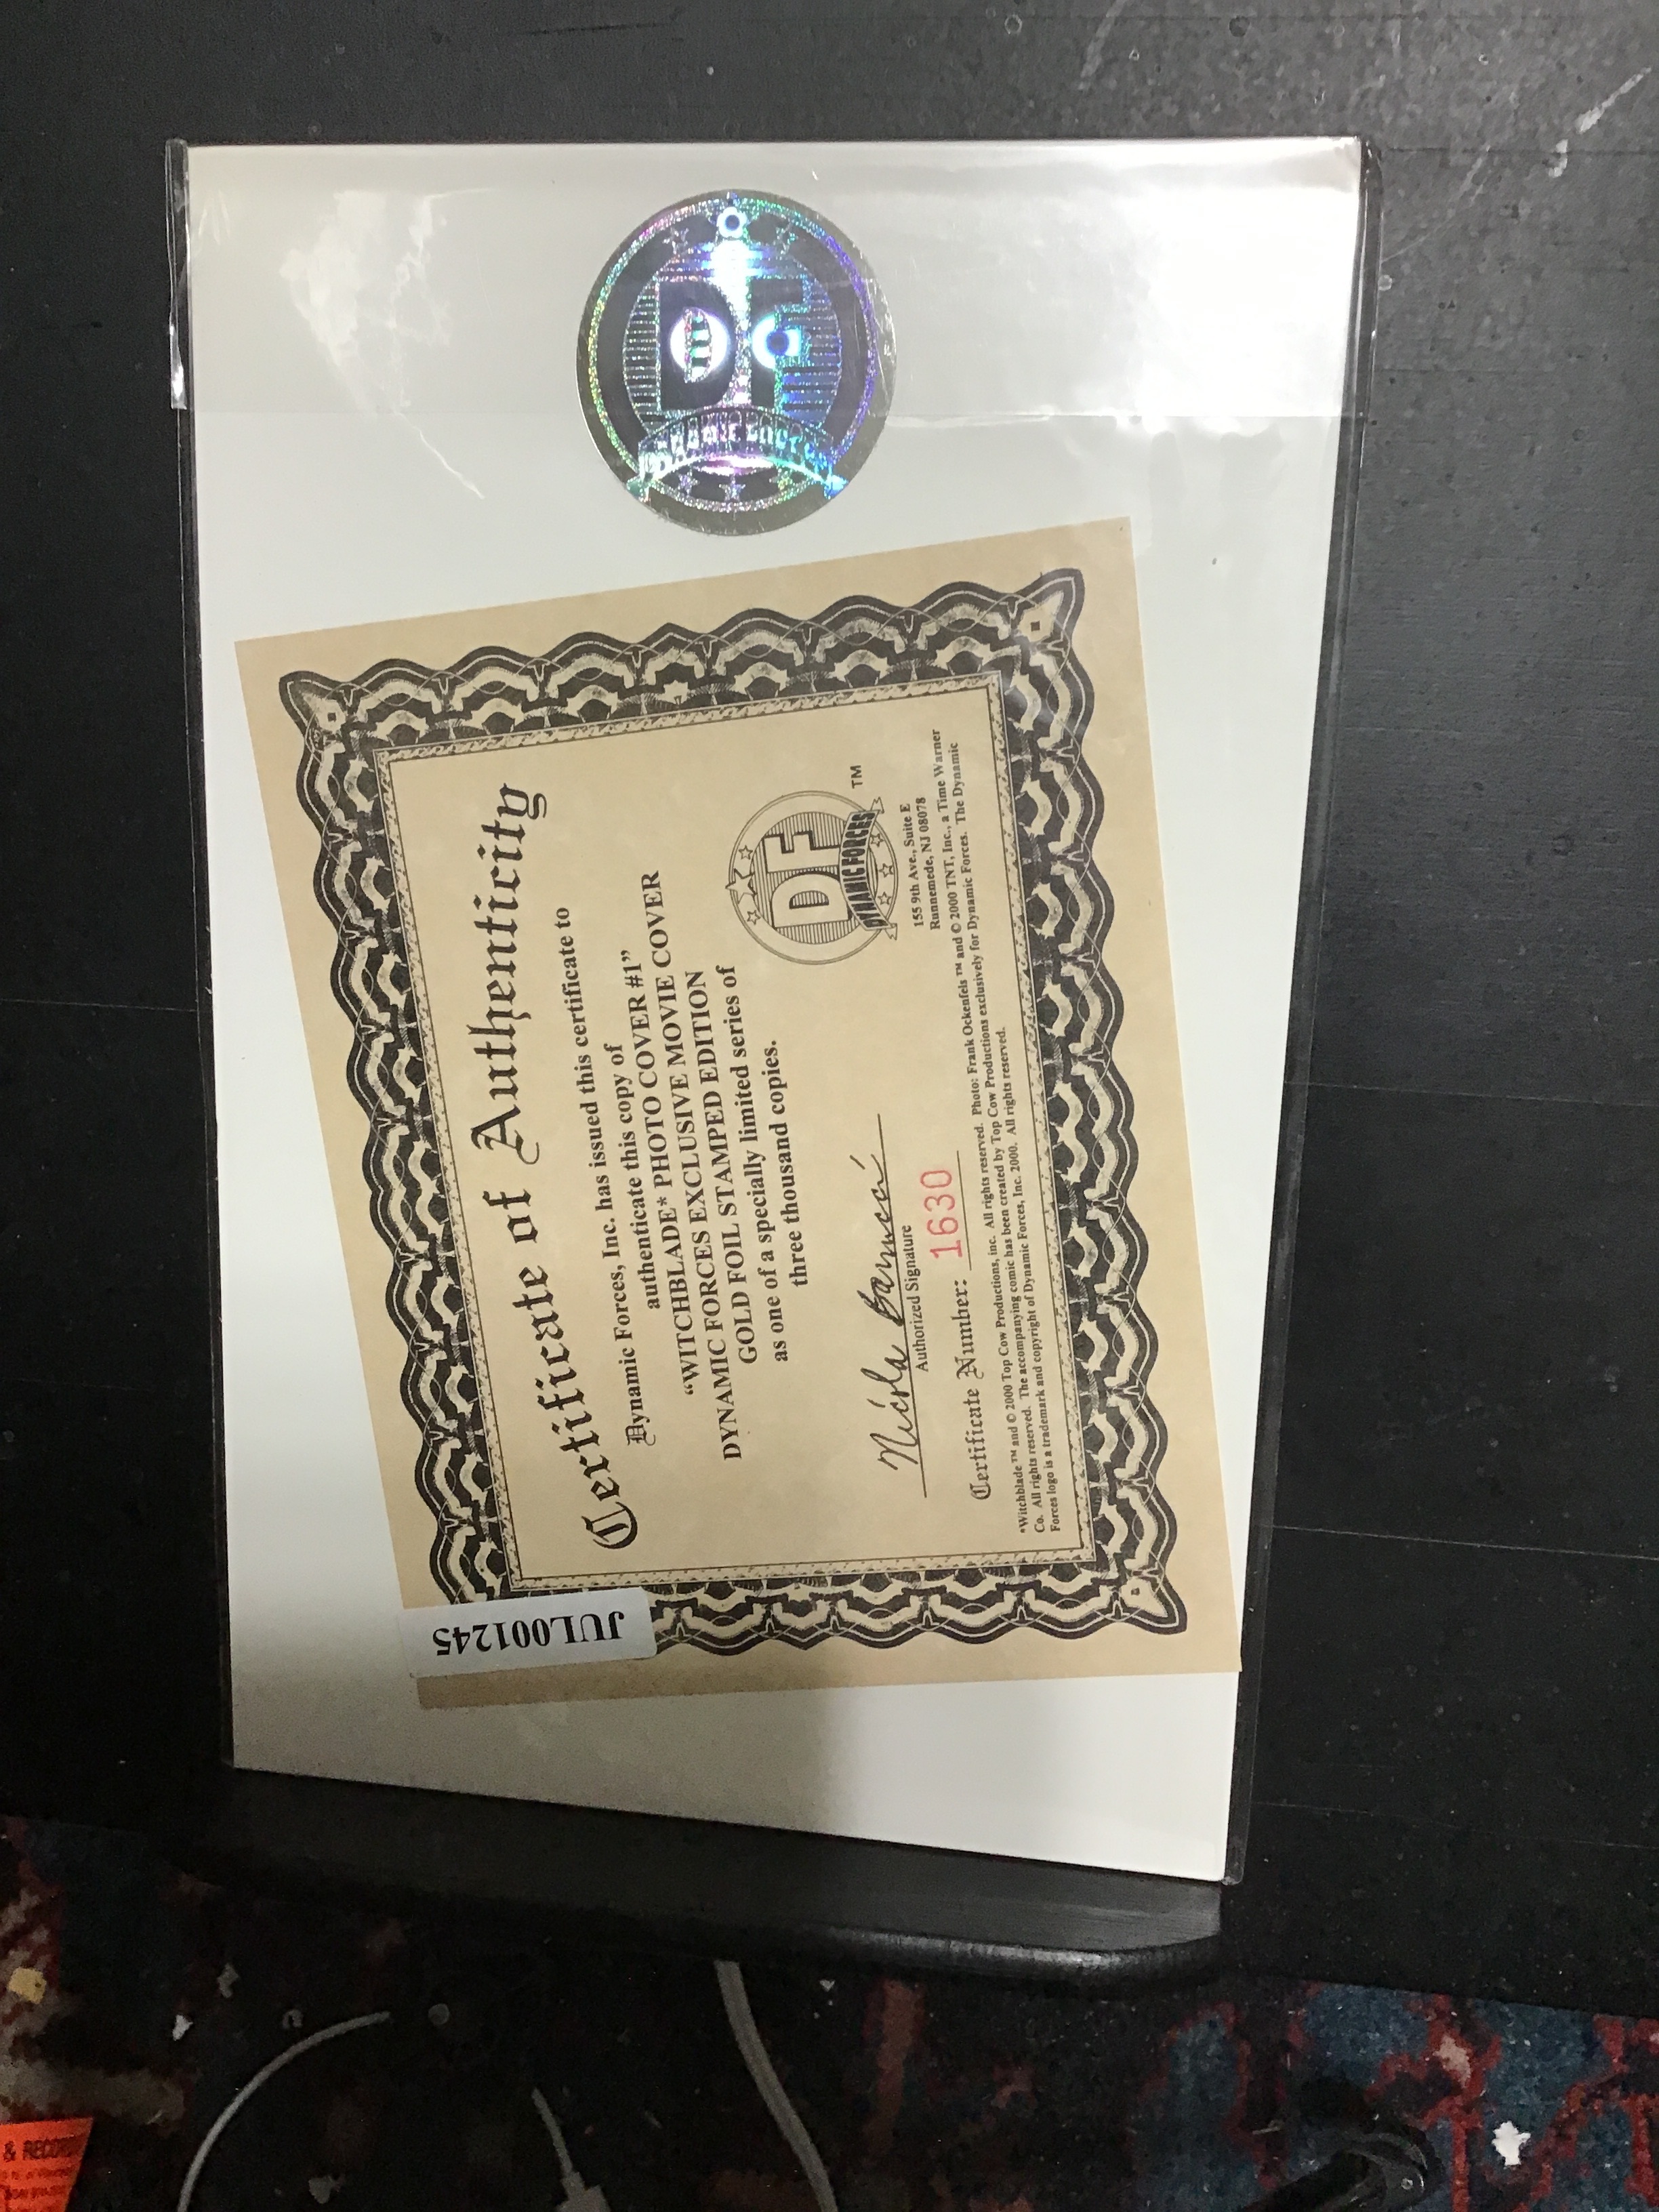 DF
DYNAMIC FORCES
Certificate of Authenticity
Dynamic Forces, Inc. has issued this certificate to
authenticate this copy of
“WITCHBLADE* PHOTO COVER #1”
DYNAMIC FORCES EXCLUSIVE MOVIE COVER
GOLD FOIL STAMPED EDITION
as one of a specially limited series of
three thousand copies.
Authorized Signature
Certificate Number: 1630
DF
DYNAMIC FORCES
TM
155 9th Ave., Suite E
Runnemede, NJ 08078
*Witchblade™ and © 2000 Top Cow Productions, inc. All rights reserved. Photo: Frank Ockenfels™ and © 2000 TNT, Inc., a Time Warner
Co. All rights reserved. The accompanying comic has been created by Top Cow Productions exclusively for Dynamic Forces. The Dynamic
Forces logo is a trademark and copyright of Dynamic Forces, Inc. 2000. All rights reserved.
JUL001245